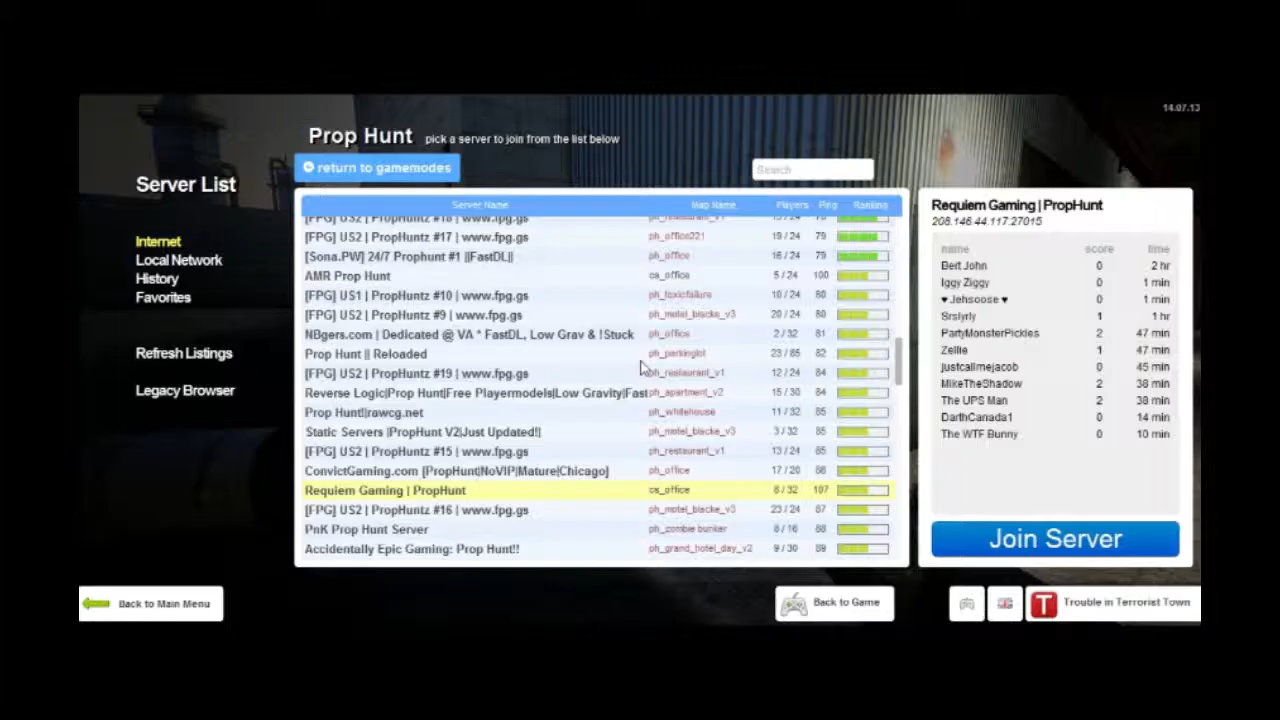 14.07.13
Prop Hunt pick a server to join from the list below
return to gamemodes
Search
Server List
Internet
Local Network
History
Favorites
Refresh Listings
Legacy Browser
Server Name Map Name Players Ping Ranking
[FPG] US2 | PropHuntz #18 | www.fpg.gs ph_restaurant_v1
[FPG] US2 | PropHuntz #17 | www.fpg.gs ph_office221 19 / 24 79
[Sona.PW] 24/7 Prophunt #1 ||FastDL|| ph_office 16 / 24 79
AMR Prop Hunt cs_office 5 / 24 100
[FPG] US1 | PropHuntz #10 | www.fpg.gs ph_toxicfailure 10 / 24 80
[FPG] US2 | PropHuntz #9 | www.fpg.gs ph_motel_blacke_v3 20 / 24 80
NBgers.com | Dedicated @ VA * FastDL, Low Grav & !Stuck ph_office 2 / 32 81
Prop Hunt || Reloaded ph_parkinglot 23 / 65 82
[FPG] US2 | PropHuntz #19 | www.fpg.gs ph_restaurant_v1 12 / 24 84
Reverse Logic|Prop Hunt|Free Playermodels|Low Gravity|Fast ph_apartment_v2 15 / 30 84
Prop Hunt||rawcg.net ph_whitehouse 11 / 32 85
Static Servers |PropHunt V2|Just Updated!| ph_motel_blacke_v3 3 / 32 85
[FPG] US2 | PropHuntz #15 | www.fpg.gs ph_restaurant_v1 13 / 24 85
ConvictGaming.com [PropHunt|NoVIP|Mature|Chicago] ph_office 17 / 20 86
Requiem Gaming | PropHunt cs_office 8 / 32 107
[FPG] US2 | PropHuntz #16 | www.fpg.gs ph_motel_blacke_v3 23 / 24 87
PnK Prop Hunt Server ph_zombie bunker 8 / 16 88
Accidentally Epic Gaming: Prop Hunt!! ph_grand_hotel_day_v2 9 / 30 89
Requiem Gaming | PropHunt
208.146.44.117:27015
name score time
Bert John 0 2 hr
Iggy Ziggy 0 1 min
♥ Jehsoose ♥ 0 1 min
Srslyrly 1 1 hr
PartyMonsterPickles 2 47 min
Zellie 1 47 min
justcallmejacob 0 45 min
MikeTheShadow 2 38 min
The UPS Man 2 38 min
DarthCanada1 0 14 min
The WTF Bunny 0 10 min
Join Server
Back to Main Menu
Back to Game
T Trouble in Terrorist Town